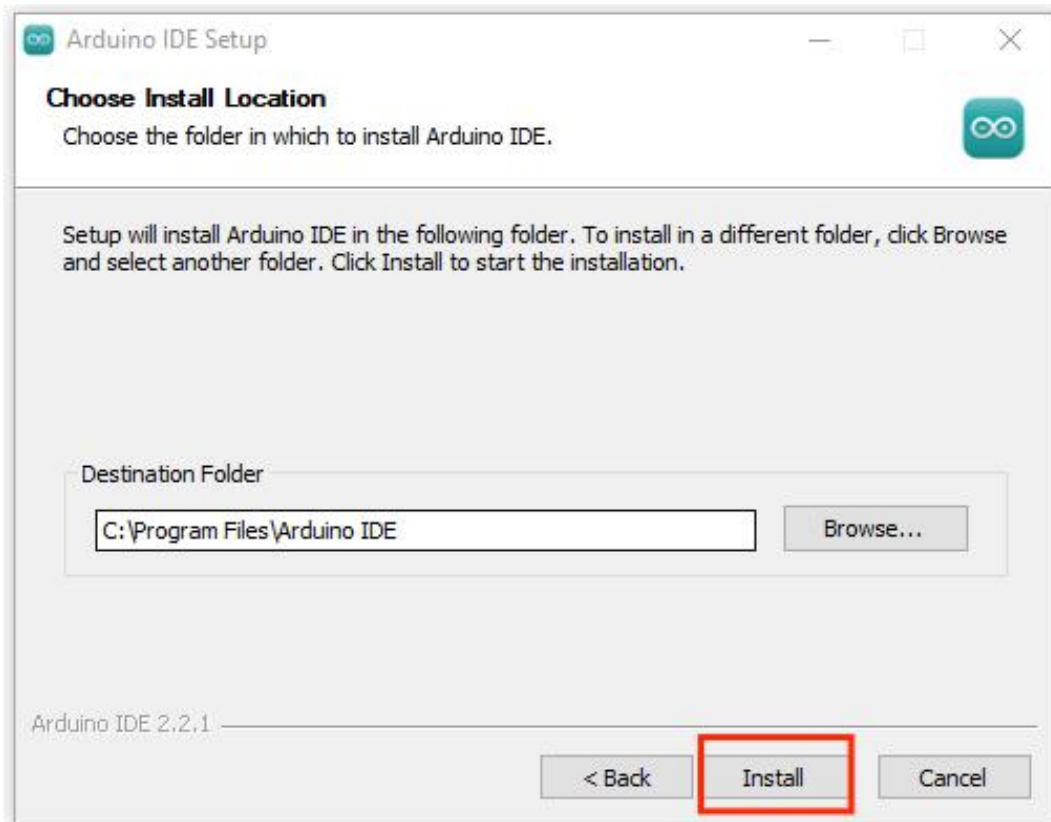 Arduino IDE Setup
Choose Install Location
Choose the folder in which to install Arduino IDE.
Setup will install Arduino IDE in the following folder. To install in a different folder, click Browse
and select another folder. Click Install to start the installation.
Destination Folder
C:\Program Files\Arduino IDE
Browse...
Arduino IDE 2.2.1
< Back
Install
Cancel